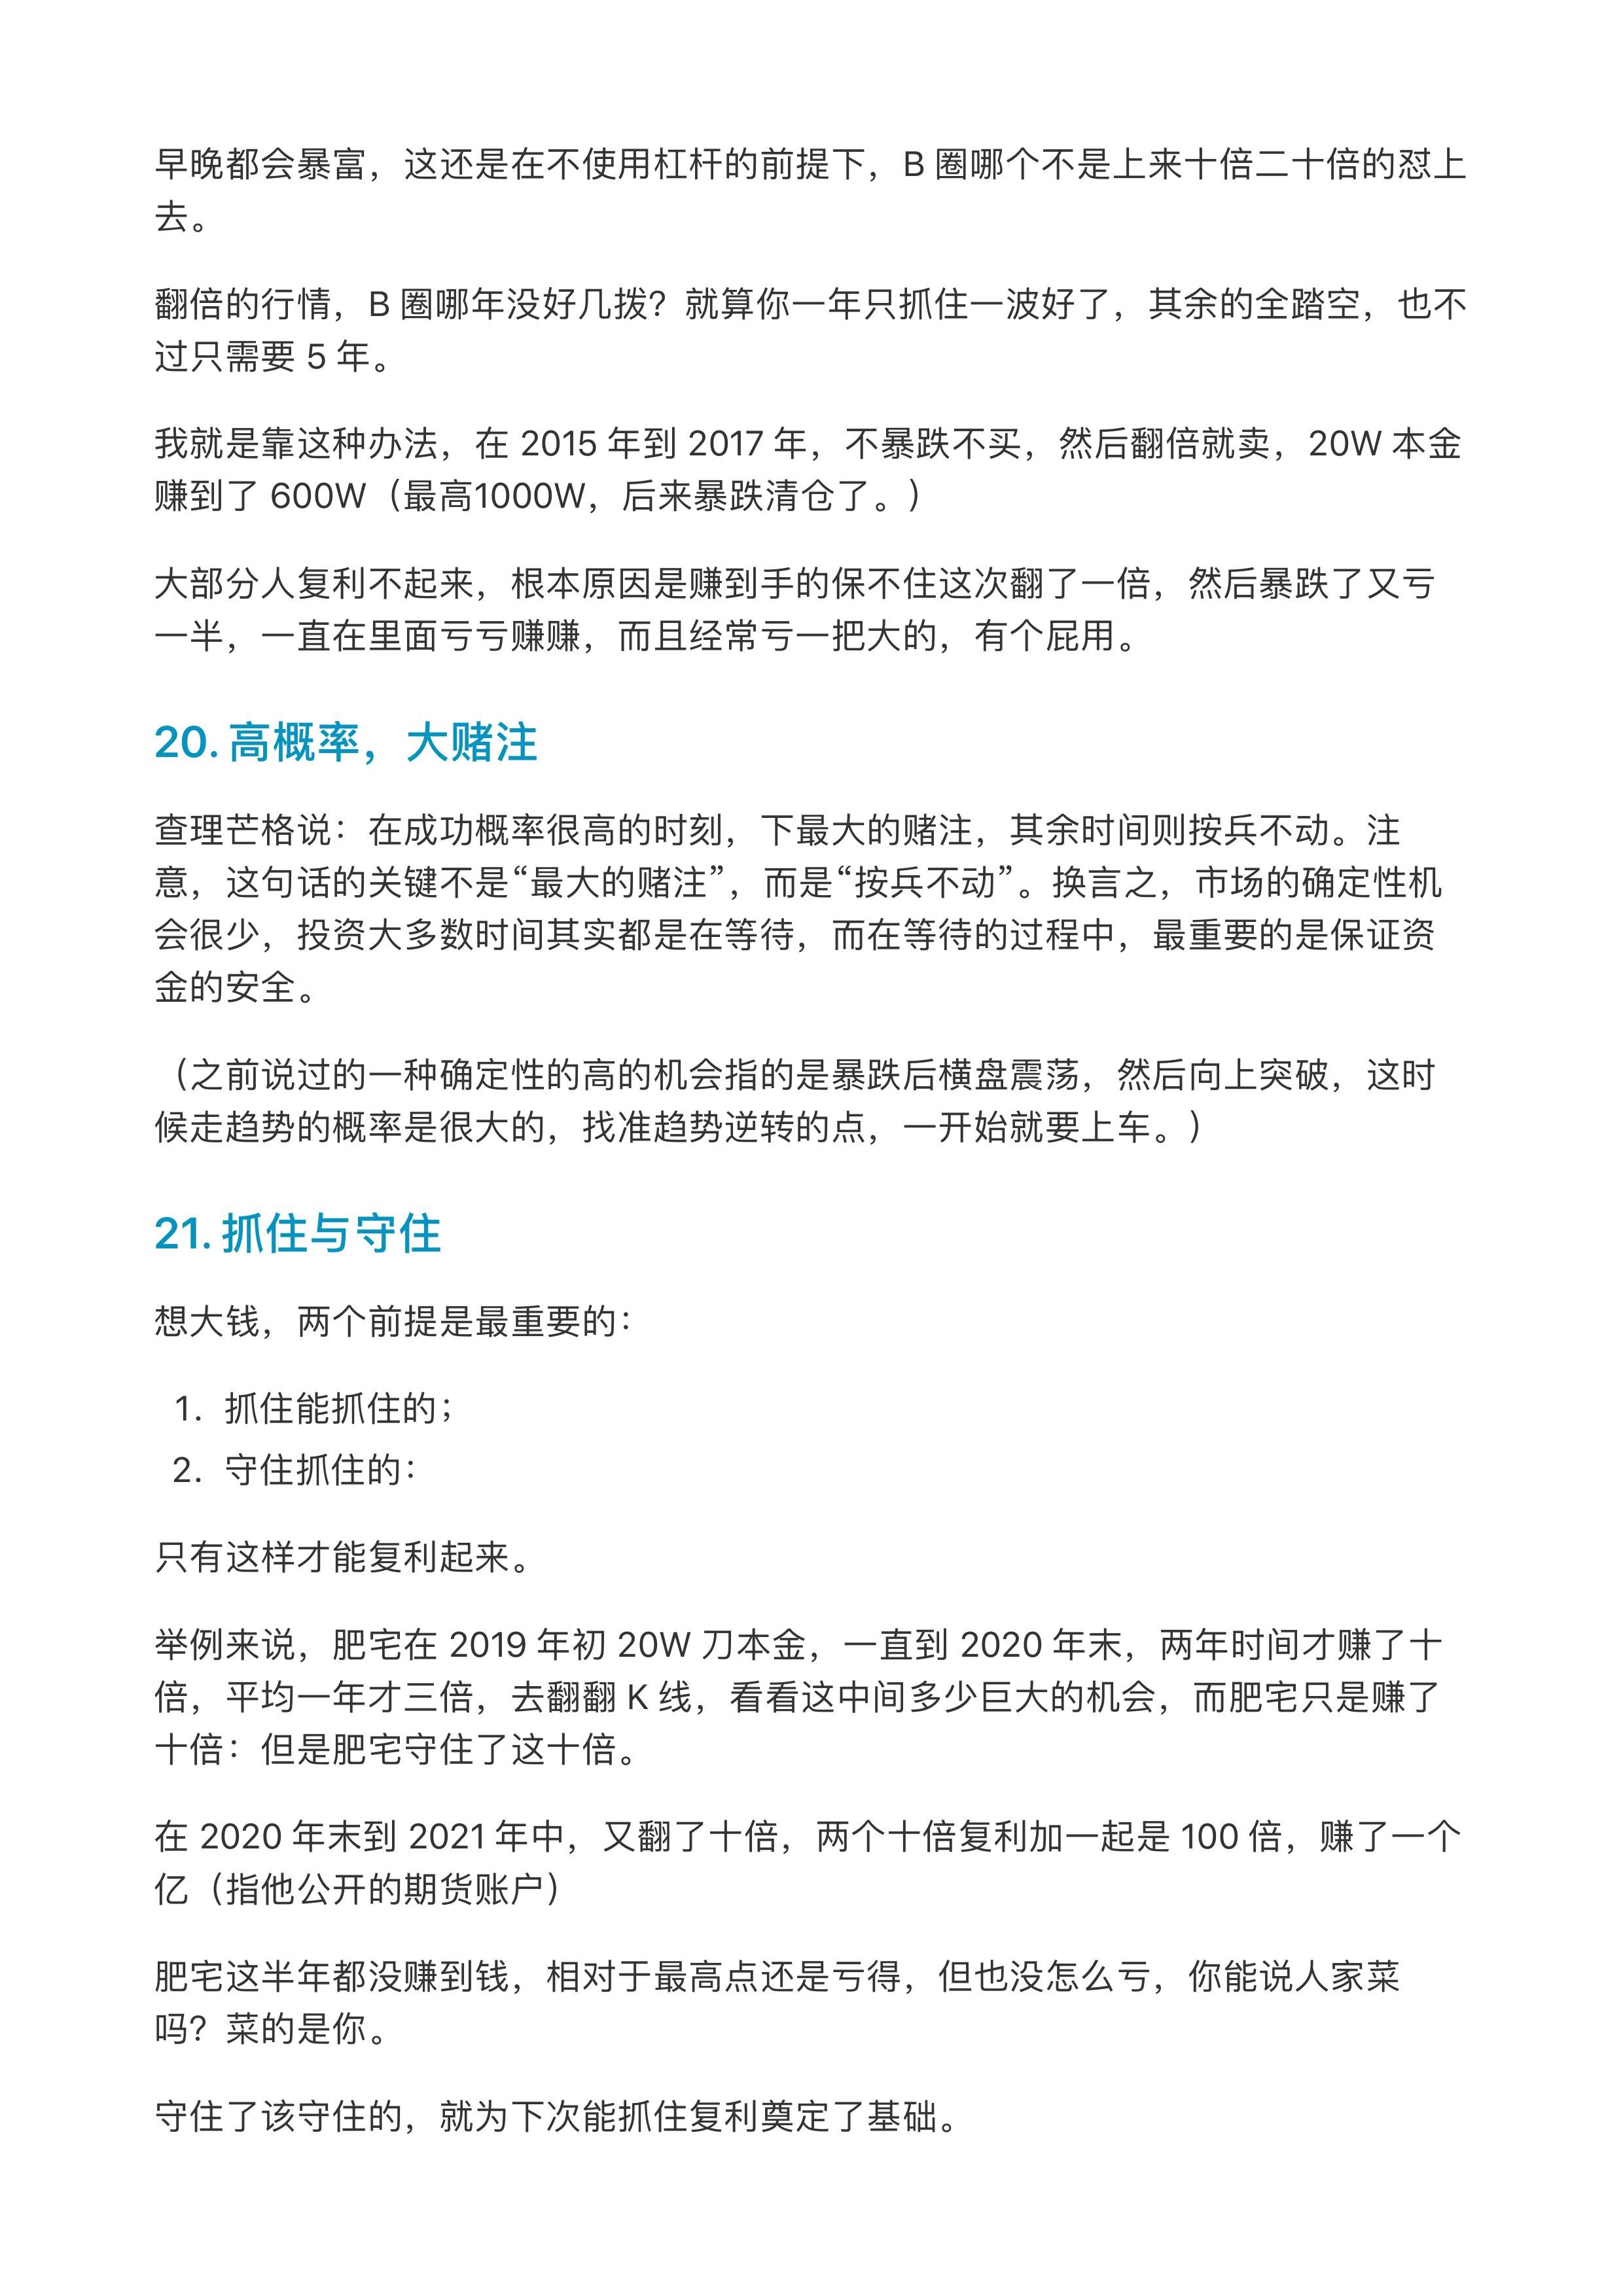 早晚都会暴富，这还是在不使用杠杆的前提下，B 圈哪个不是上来十倍二十倍的怼上
去。
翻倍的行情，B 圈哪年没好几拨？就算你一年只抓住一波好了，其余的全踏空，也不
过只需要 5 年。
我就是靠这种办法，在 2015 年到 2017 年，不暴跌不买，然后翻倍就卖，20W 本金
赚到了 600W（最高1000W，后来暴跌清仓了。）
大部分人复利不起来，根本原因是赚到手的保不住这次翻了一倍，然后暴跌了又亏
一半，一直在里面亏亏赚赚，而且经常亏一把大的，有个屁用。
20. 高概率，大赌注
查理芒格说：在成功概率很高的时刻，下最大的赌注，其余时间则按兵不动。注
意，这句话的关键不是“最大的赌注”，而是“按兵不动”。换言之，市场的确定性机
会很少，投资大多数时间其实都是在等待，而在等待的过程中，最重要的是保证资
金的安全。
（之前说过的一种确定性的高的机会指的是暴跌后横盘震荡，然后向上突破，这时
候走趋势的概率是很大的，找准趋势逆转的点，一开始就要上车。）
21. 抓住与守住
想大钱，两个前提是最重要的：
1. 抓住能抓住的；
2. 守住抓住的：
只有这样才能复利起来。
举例来说，肥宅在 2019 年初 20W 刀本金，一直到 2020 年末，两年时间才赚了十
倍，平均一年才三倍，去翻翻 K 线，看看这中间多少巨大的机会，而肥宅只是赚了
十倍：但是肥宅守住了这十倍。
在 2020 年末到 2021 年中，又翻了十倍，两个十倍复利加一起是 100 倍，赚了一个
亿（指他公开的期货账户）
肥宅这半年都没赚到钱，相对于最高点还是亏得，但也没怎么亏，你能说人家菜
吗？菜的是你。
守住了该守住的，就为下次能抓住复利奠定了基础。